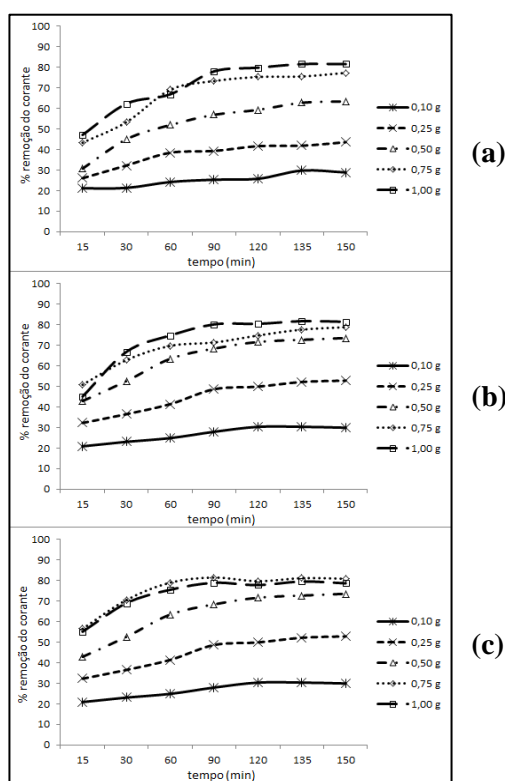 % remoção do corante
100
90
80
70
60
50
40
30
20
10
0
15 30 60 90 120 135 150
tempo (min)
0,10 g
0,25 g
0,50 g
0,75 g
1,00 g
(a)
% remoção do corante
100
90
80
70
60
50
40
30
20
10
0
15 30 60 90 120 135 150
tempo (min)
0,10 g
0,25 g
0,50 g
0,75 g
1,00 g
(b)
% remoção do corante
100
90
80
70
60
50
40
30
20
10
0
15 30 60 90 120 135 150
tempo (min)
0,10 g
0,25 g
0,50 g
0,75 g
1,00 g
(c)